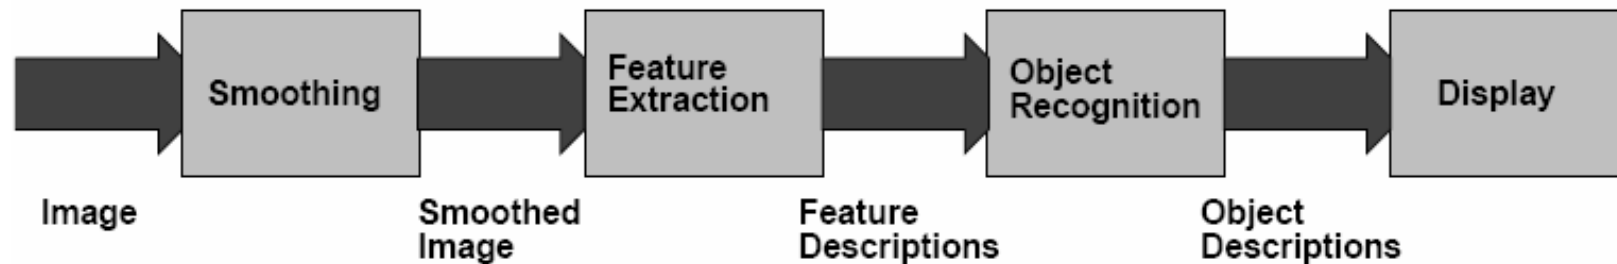 Smoothing
Feature
Extraction
Object
Recognition
Display
Image
Smoothed
Image
Feature
Descriptions
Object
Descriptions